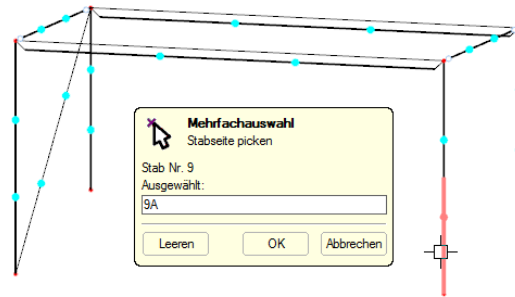 Mehrfachauswahl
Stabseite picken
Stab Nr. 9
Ausgewählt:
9A
Leeren OK Abbrechen